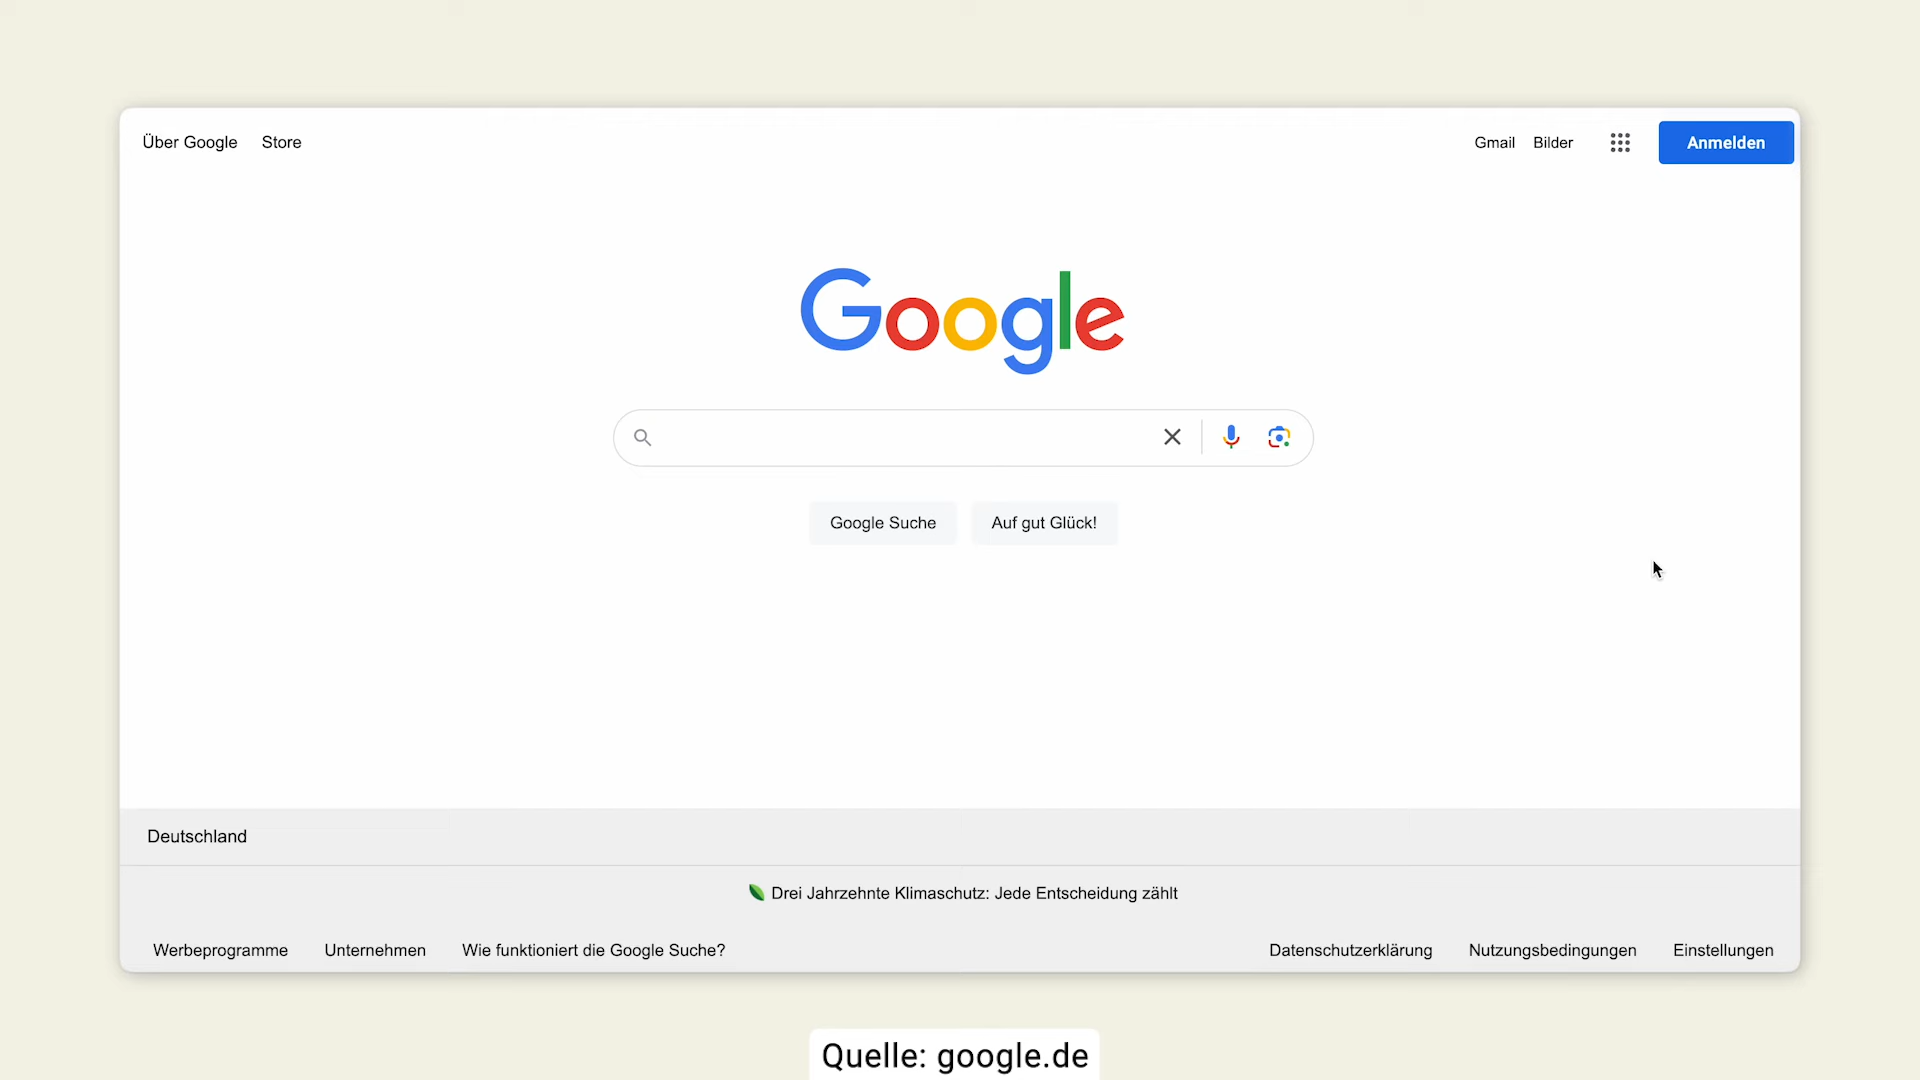 Über Google Store
Gmail Bilder Anmelden
Google
Google Suche Auf gut Glück!
Deutschland
Drei Jahrzehnte Klimaschutz: Jede Entscheidung zählt
Werbeprogramme Unternehmen Wie funktioniert die Google Suche? Datenschutzerklärung Nutzungsbedingungen Einstellungen
Quelle: google.de